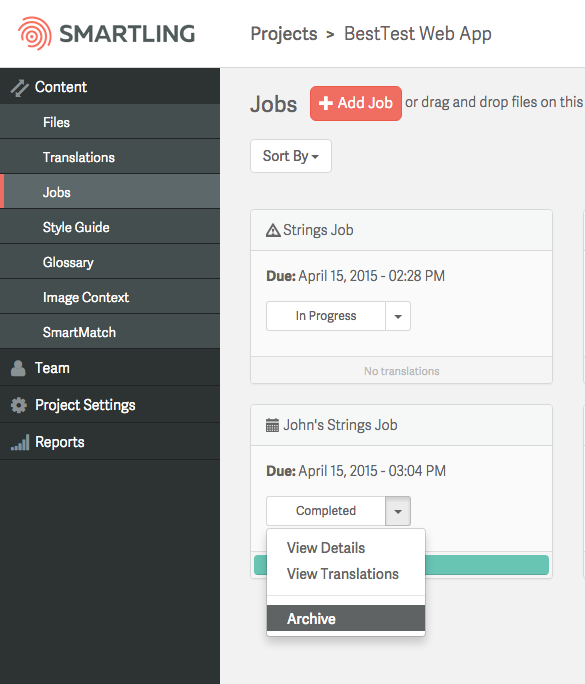 SMARTLING
Projects > BestTest Web App
Content
Files
Translations
Jobs
Style Guide
Glossary
Image Context
SmartMatch
Team
Project Settings
Reports
Jobs + Add Job or drag and drop files on this
Sort By
Strings Job
Due: April 15, 2015 - 02:28 PM
In Progress
No translations
John's Strings Job
Due: April 15, 2015 - 03:04 PM
Completed
View Details
View Translations
Archive